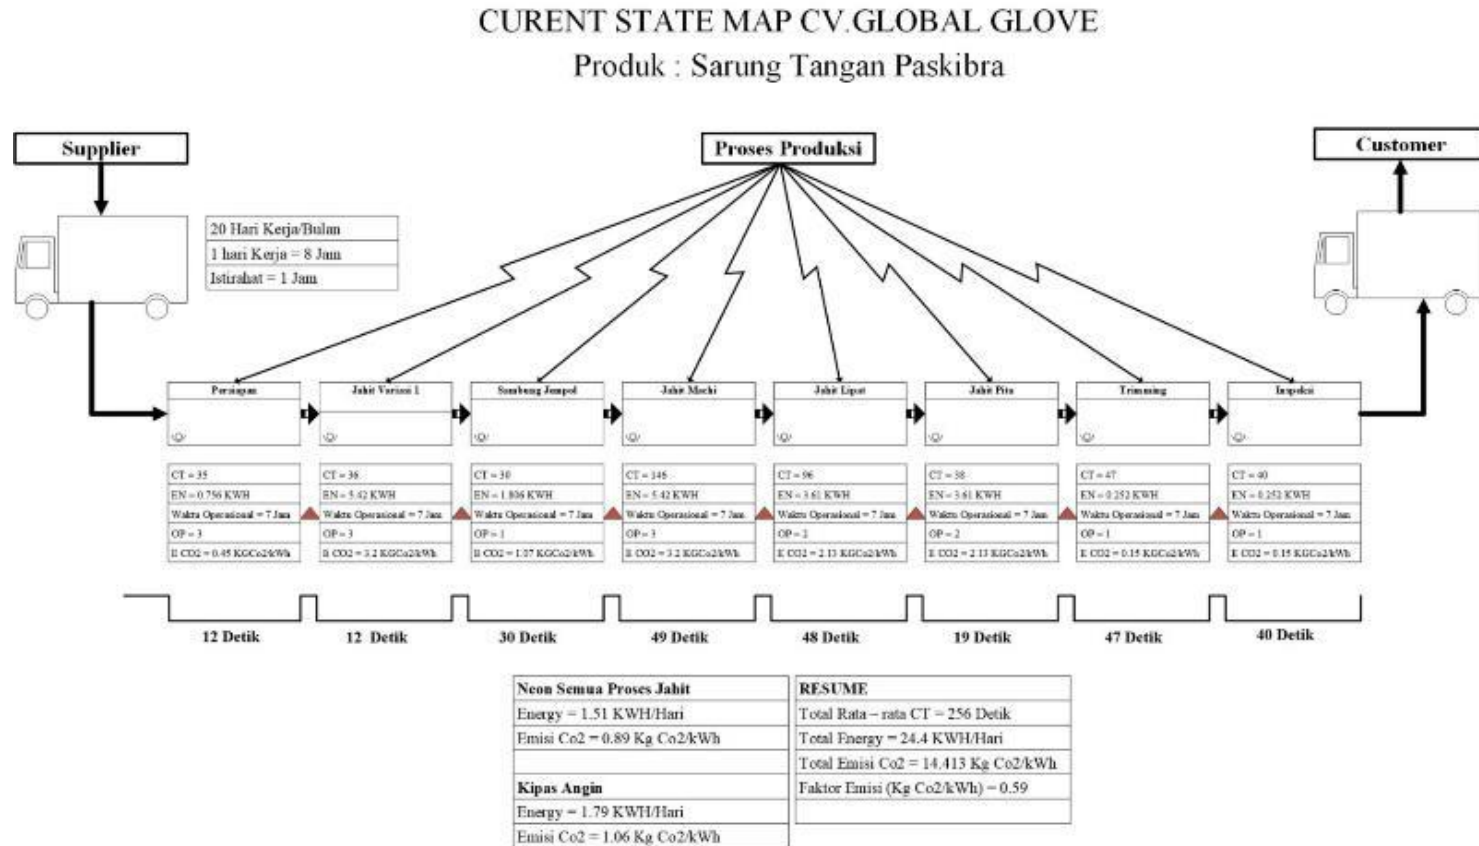 CURENT STATE MAP CV.GLOBAL GLOVE
Produk : Sarung Tangan Paskibra
Supplier
Proses Produksi
Customer
20 Hari Kerja/Bulan
1 hari Kerja = 8 Jam
Istirahat = 1 Jam
Persiapan
Jahit Variasi 1
Sambung Jempol
Jahit Machi
Jahit Lipat
Jahit Pita
Trimming
Inspeksi
CT = 35
EN = 0.756 KWH
Waktu Operasional = 7 Jam
OP = 3
E CO2 = 0.45 KGCo2/kWh
CT = 36
EN = 5.42 KWH
Waktu Operasional = 7 Jam
OP = 3
E CO2 = 3.2 KGCo2/kWh
CT = 30
EN = 1.806 KWH
Waktu Operasional = 7 Jam
OP = 1
E CO2 = 1.07 KGCo2/kWh
CT = 146
EN = 5.42 KWH
Waktu Operasional = 7 Jam
OP = 3
E CO2 = 3.2 KGCo2/kWh
CT = 96
EN = 3.61 KWH
Waktu Operasional = 7 Jam
OP = 2
E CO2 = 2.13 KGCo2/kWh
CT = 38
EN = 3.61 KWH
Waktu Operasional = 7 Jam
OP = 2
E CO2 = 2.13 KGCo2/kWh
CT = 47
EN = 0.252 KWH
Waktu Operasional = 7 Jam
OP = 1
E CO2 = 0.15 KGCo2/kWh
CT = 40
EN = 0.252 KWH
Waktu Operasional = 7 Jam
OP = 1
E CO2 = 0.15 KGCo2/kWh
12 Detik
12 Detik
30 Detik
49 Detik
48 Detik
19 Detik
47 Detik
40 Detik
Neon Semua Proses Jahit
Energy = 1.51 KWH/Hari
Emisi Co2 = 0.89 Kg Co2/kWh
Kipas Angin
Energy = 1.79 KWH/Hari
Emisi Co2 = 1.06 Kg Co2/kWh
RESUME
Total Rata – rata CT = 256 Detik
Total Energy = 24.4 KWH/Hari
Total Emisi Co2 = 14.413 Kg Co2/kWh
Faktor Emisi (Kg Co2/kWh) = 0.59